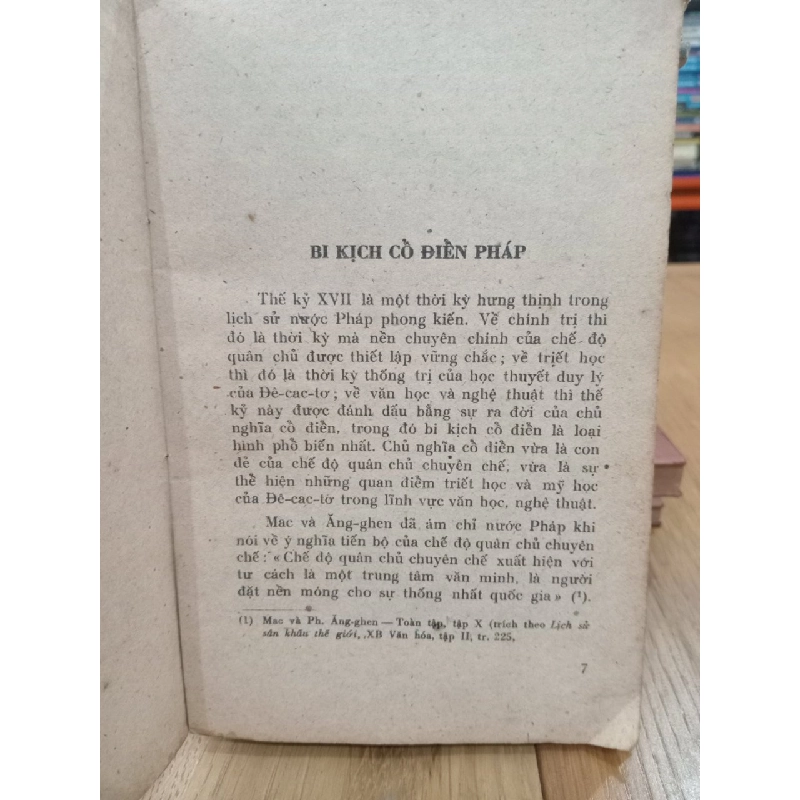 BI KỊCH CỔ ĐIỂN PHÁP
Thế kỷ XVII là một thời kỳ hưng thịnh trong
lịch sử nước Pháp phong kiến. Về chính trị thì
đó là thời kỳ mà nền chuyên chính của chế độ
quân chủ được thiết lập vững chắc; về triết học
thì đó là thời kỳ thống trị của học thuyết duy lý
của Đê-cac-tơ; về văn học và nghệ thuật thì thế
kỷ này được đánh dấu bằng sự ra đời của chủ
nghĩa cổ điển, trong đó bi kịch cổ điển là loại
hình phổ biến nhất. Chủ nghĩa cổ điển vừa là con
đẻ của chế độ quân chủ chuyên chế, vừa là sự
thể hiện những quan điểm triết học và mỹ học
của Đê-cac-tơ trong lĩnh vực văn học, nghệ thuật.
Mac và Ăng-ghen đã ám chỉ nước Pháp khi
nói về ý nghĩa tiến bộ của chế độ quân chủ chuyên
chế: «Chế độ quân chủ chuyên chế xuất hiện với
tư cách là một trung tâm văn minh, là người
đặt nền móng cho sự thống nhất quốc gia» (¹).
(1) Mac và Ph. Ăng-ghen — Toàn tập, tập X (trích theo Lịch sử
sân khấu thế giới, XB Văn hóa, tập II, tr. 225,
7